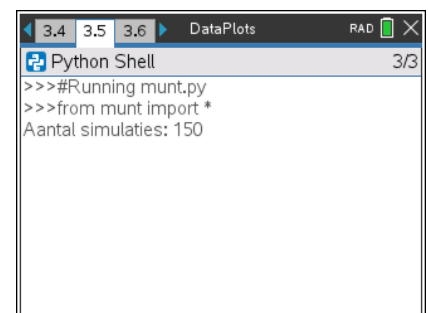 3.4 3.5 3.6 DataPlots RAD
Python Shell 3/3
>>>#Running munt.py
>>>from munt import *
Aantal simulaties: 150